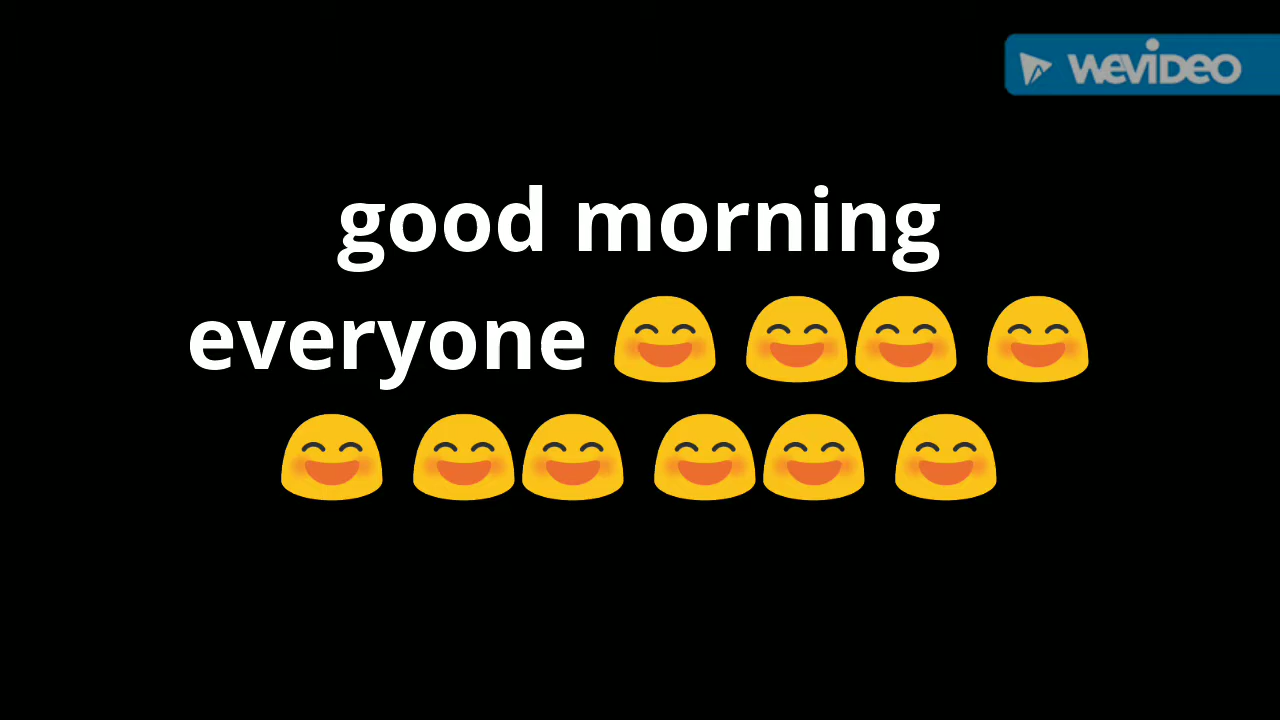 WEVIDEO
good morning
everyone 😄 😄😄 😄
😄 😄😄 😄😄 😄